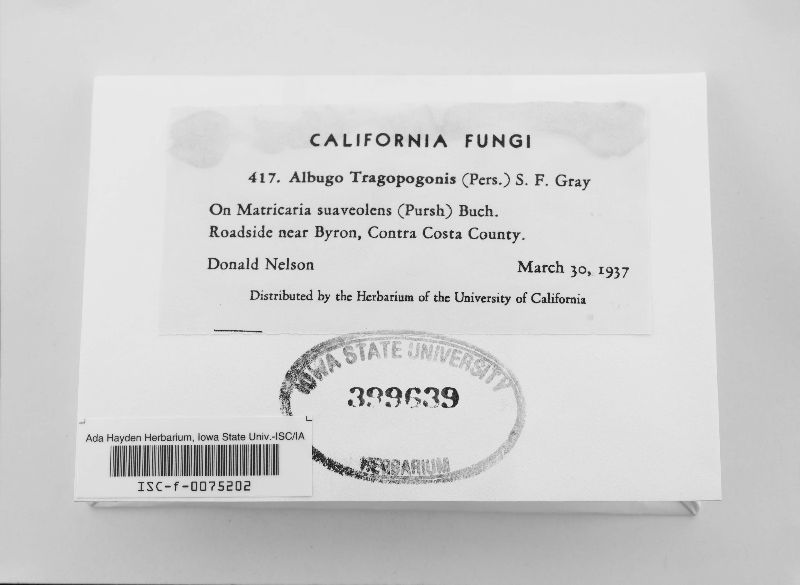 CALIFORNIA FUNGI
417. Albugo Tragopogonis (Pers.) S. F. Gray
On Matricaria suaveolens (Pursh) Buch.
Roadside near Byron, Contra Costa County.
Donald Nelson March 30, 1937
Distributed by the Herbarium of the University of California
IOWA STATE UNIVERSITY
399639
HERBARIUM
Ada Hayden Herbarium, Iowa State Univ.-ISC/IA
ISC-f-0075202